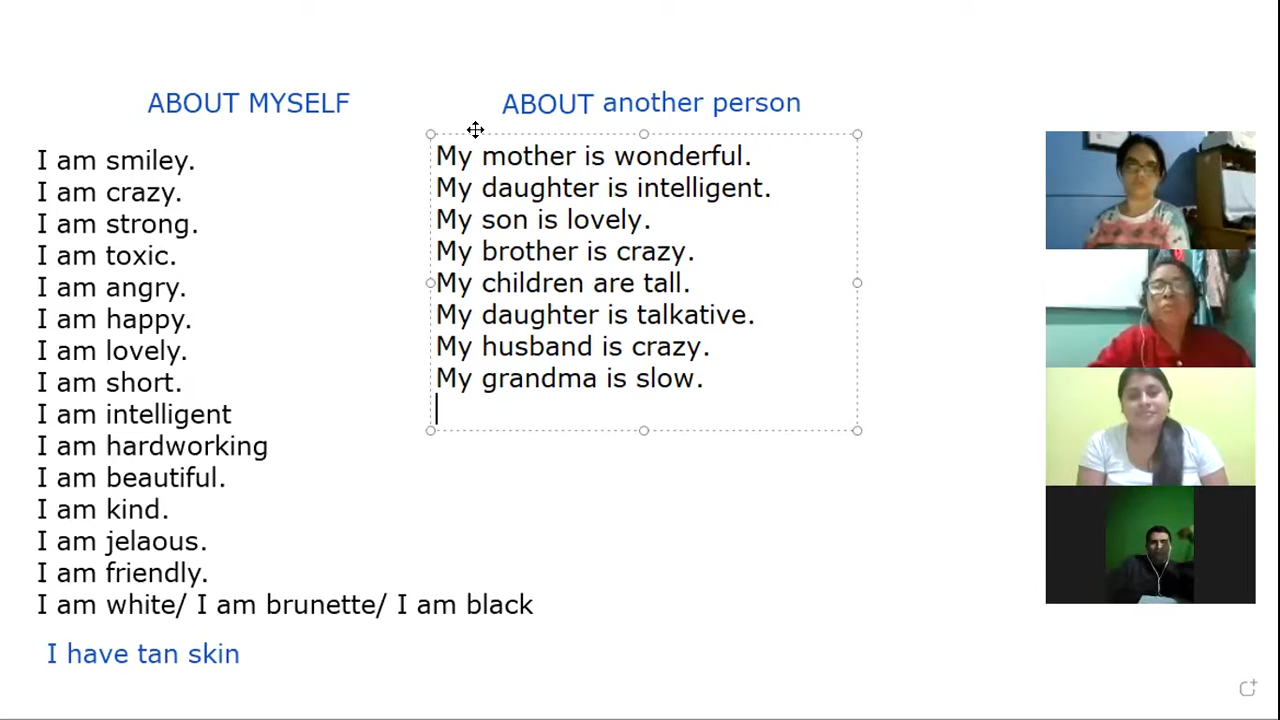 ABOUT MYSELF
I am smiley.
I am crazy.
I am strong.
I am toxic.
I am angry.
I am happy.
I am lovely.
I am short.
I am intelligent
I am hardworking
I am beautiful.
I am kind.
I am jelaous.
I am friendly.
I am white/ I am brunette/ I am black
I have tan skin
ABOUT another person
My mother is wonderful.
My daughter is intelligent.
My son is lovely.
My brother is crazy.
My children are tall.
My daughter is talkative.
My husband is crazy.
My grandma is slow.